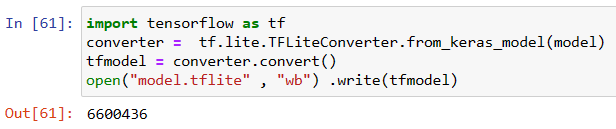 In [61]: import tensorflow as tf
converter =  tf.lite.TFLiteConverter.from_keras_model(model)
tfmodel = converter.convert()
open("model.tflite" , "wb") .write(tfmodel)
Out[61]: 6600436